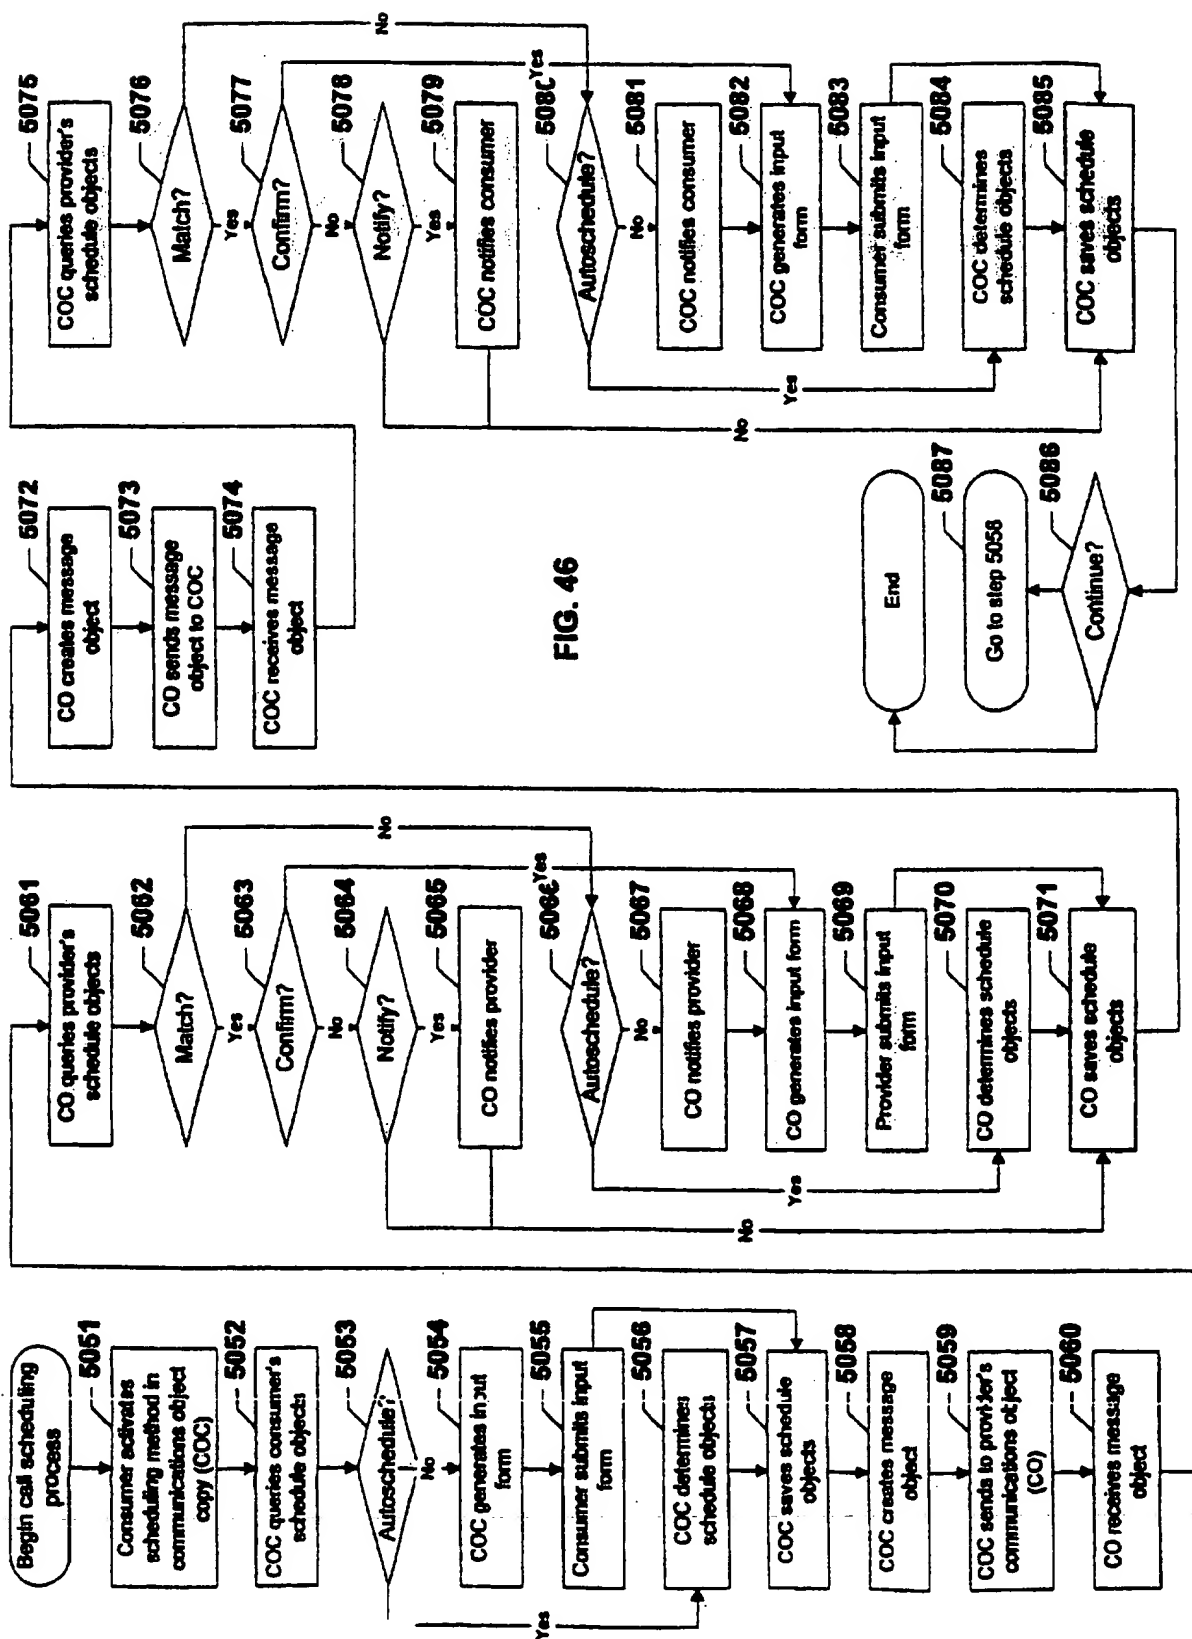 Begin call scheduling
process
5051
Consumer activates
scheduling method in
communications object
copy (COC)
5052
COC queries consumer's
schedule objects
5053
Autoschedule?
No
Yes
5054
COC generates input
form
5055
Consumer submits input
form
5056
COC determines
schedule objects
5057
COC saves schedule
objects
5058
COC creates message
object
5059
COC sends to provider's
communications object
(CO)
5060
CO receives message
object
5061
CO queries provider's
schedule objects
5062
Match?
Yes
No
5063
Confirm?
No
Yes
5064
Notify?
Yes
No
5065
CO notifies provider
5066
Autoschedule?
No
Yes
5067
CO notifies provider
5068
CO generates input form
5069
Provider submits input
form
5070
CO determines schedule
objects
5071
CO saves schedule
objects
5072
CO creates message
object
5073
CO sends message
object to COC
5074
COC receives message
object
FIG. 46
5075
COC queries provider's
schedule objects
5076
Match?
Yes
No
5077
Confirm?
No
Yes
5078
Notify?
Yes
No
5079
COC notifies consumer
5080
Autoschedule?
No
Yes
5081
COC notifies consumer
5082
COC generates input
form
5083
Consumer submits input
form
5084
COC determines
schedule objects
5085
COC saves schedule
objects
5086
Continue?
5087
Go to step 5058
End